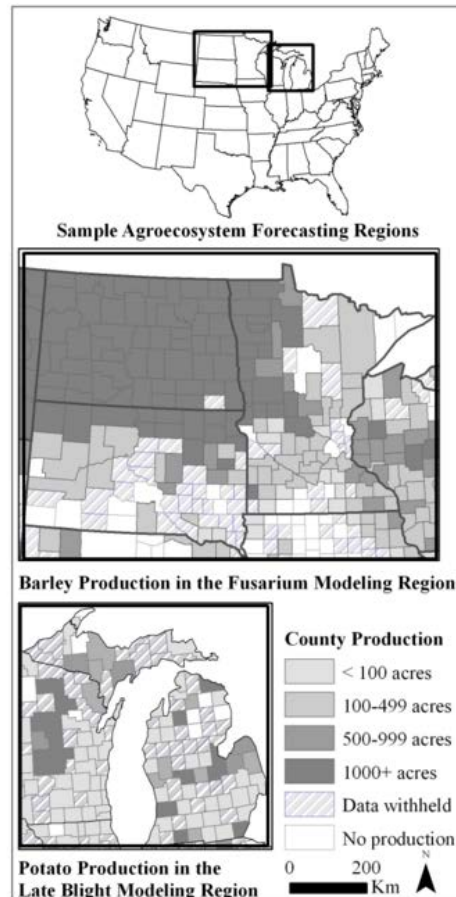 Sample Agroecosystem Forecasting Regions
Barley Production in the Fusarium Modeling Region
County Production
< 100 acres
100-499 acres
500-999 acres
1000+ acres
Data withheld
No production
N
0 200
Km
Potato Production in the
Late Blight Modeling Region